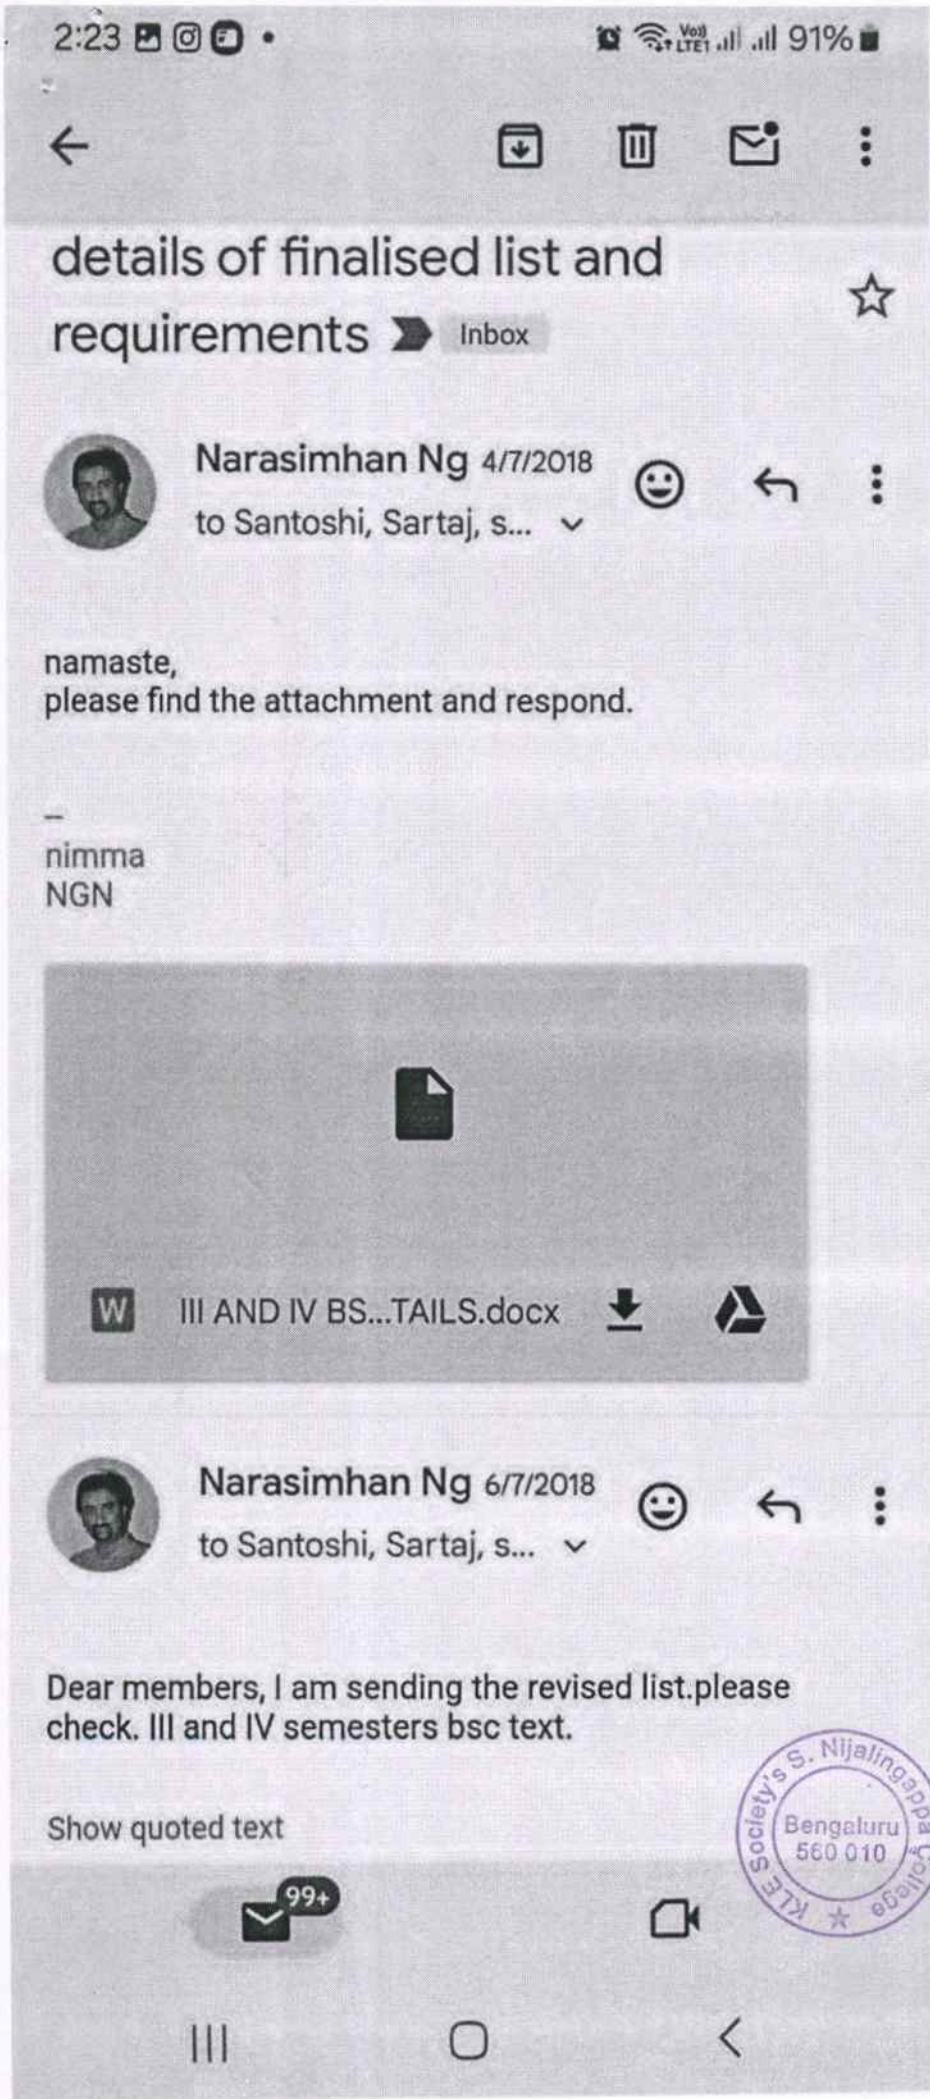 2:23
Vo))
LTE1
91%
details of finalised list and
requirements
Inbox
Narasimhan Ng 4/7/2018
to Santoshi, Sartaj, s...
namaste,
please find the attachment and respond.
--
nimma
NGN
W
III AND IV BS...TAILS.docx
Narasimhan Ng 6/7/2018
to Santoshi, Sartaj, s...
Dear members, I am sending the revised list.please
check. III and IV semesters bsc text.
Show quoted text
99+
KLE Society's S. Nijalingappa College
Bengaluru
560 010